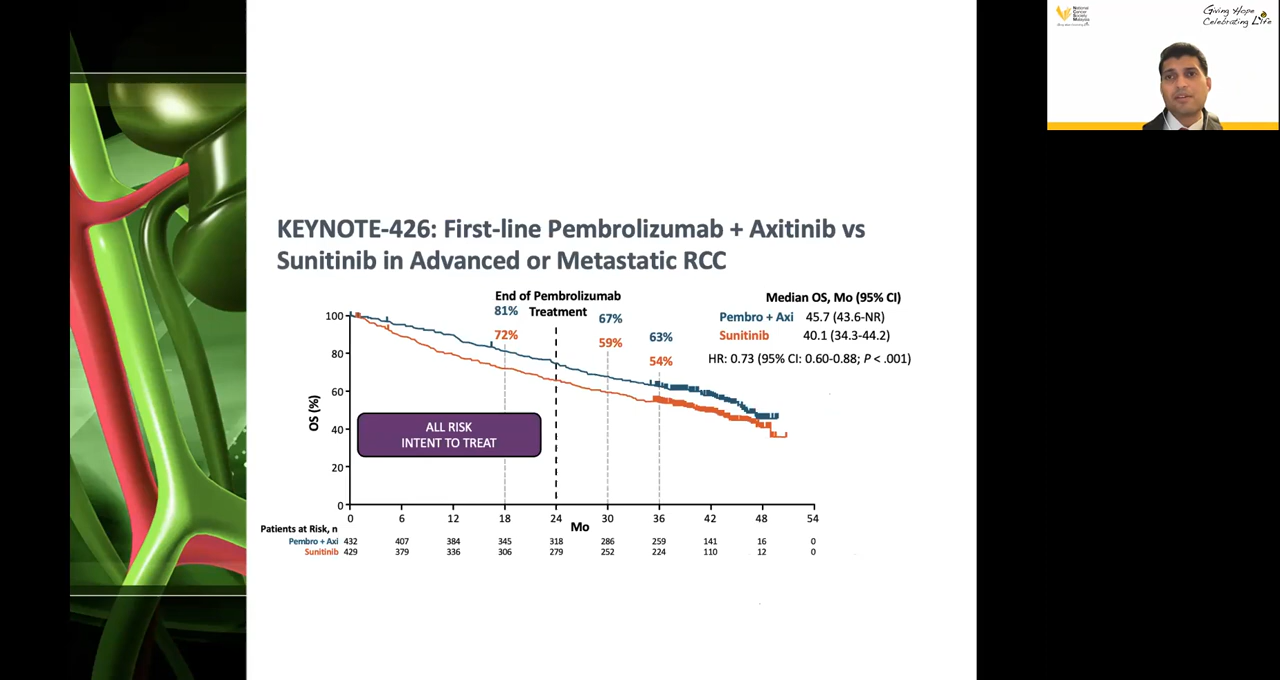 KEYNOTE-426: First-line Pembrolizumab + Axitinib vs
Sunitinib in Advanced or Metastatic RCC
End of Pembrolizumab
Treatment
81%
72%
67%
59%
63%
54%
Median OS, Mo (95% CI)
Pembro + Axi 45.7 (43.6-NR)
Sunitinib 40.1 (34.3-44.2)
HR: 0.73 (95% CI: 0.60-0.88; P < .001)
OS (%)
100
80
60
40
20
0
ALL RISK
INTENT TO TREAT
0 6 12 18 24 30 36 42 48 54
Mo
Patients at Risk, n
Pembro + Axi 432 407 384 345 318 286 259 141 16 0
Sunitinib 429 379 336 306 279 252 224 110 12 0
National
Cancer
Society
Malaysia
Giving Hope
Celebrating Life